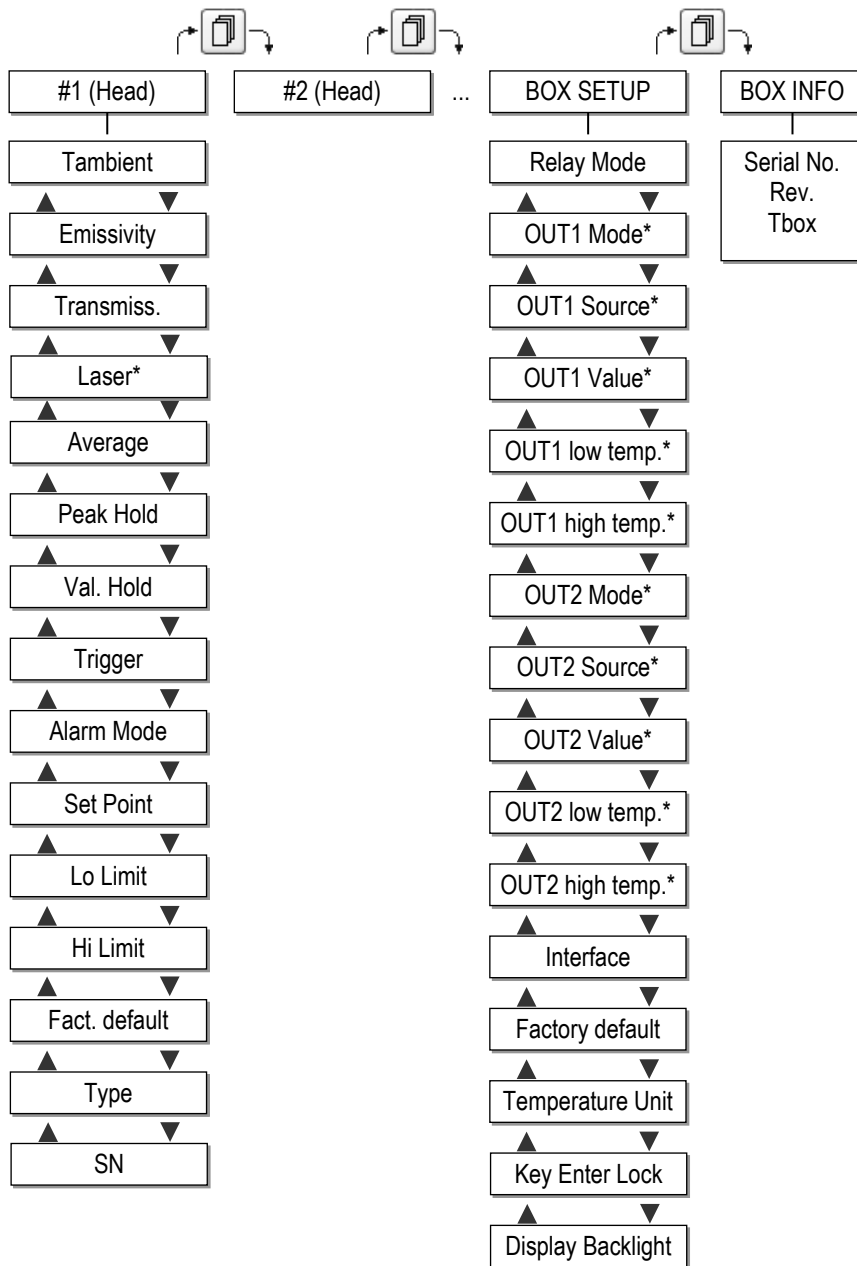 #1 (Head)
#2 (Head)
...
BOX SETUP
BOX INFO
Tambient
Emissivity
Transmiss.
Laser*
Average
Peak Hold
Val. Hold
Trigger
Alarm Mode
Set Point
Lo Limit
Hi Limit
Fact. default
Type
SN
Relay Mode
OUT1 Mode*
OUT1 Source*
OUT1 Value*
OUT1 low temp.*
OUT1 high temp.*
OUT2 Mode*
OUT2 Source*
OUT2 Value*
OUT2 low temp.*
OUT2 high temp.*
Interface
Factory default
Temperature Unit
Key Enter Lock
Display Backlight
Serial No.
Rev.
Tbox